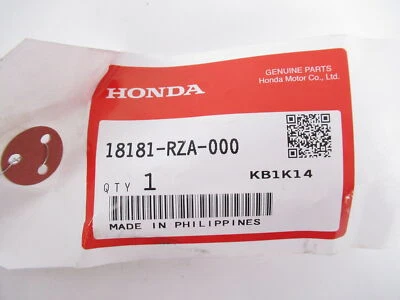 GENUINE PARTS
Honda Motor Co., Ltd.
HONDA
18181-RZA-000
QTY 1 KB1K14
MADE IN PHILIPPINES